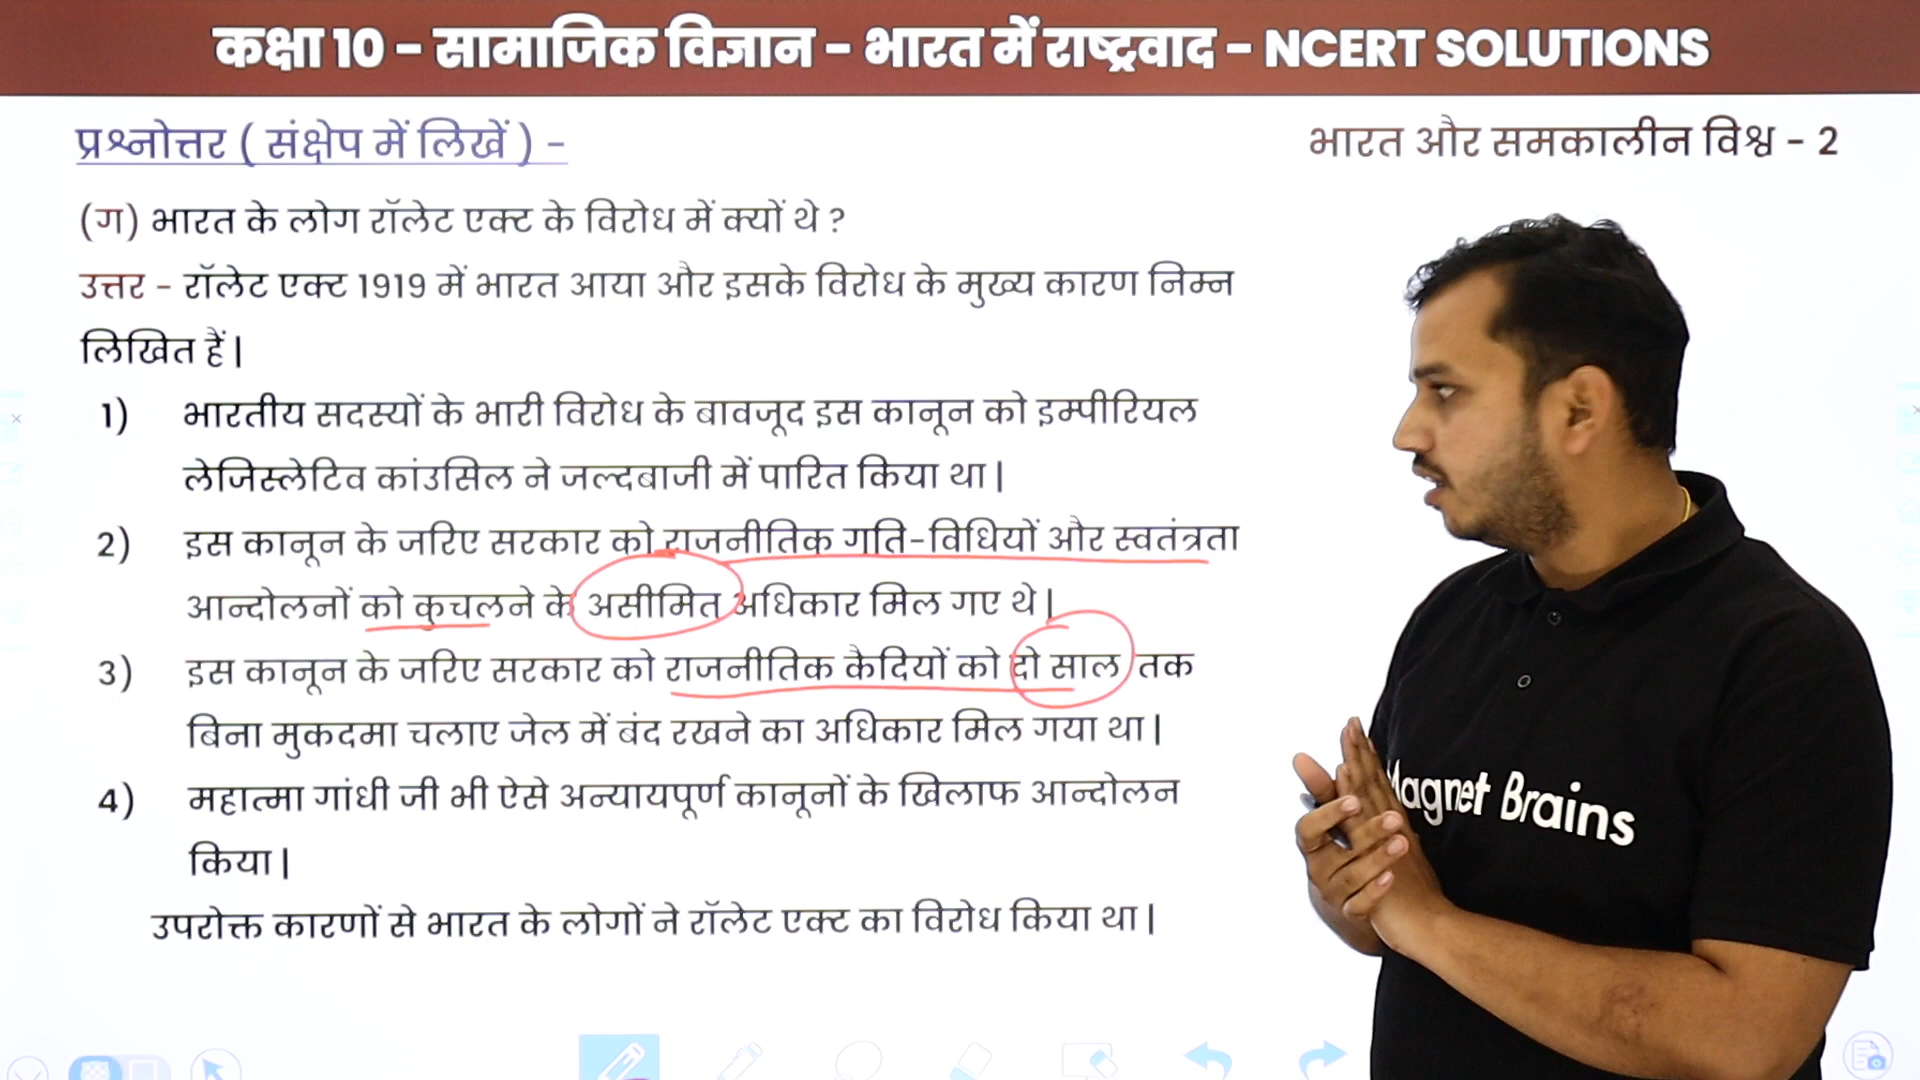 कक्षा 10 - सामाजिक विज्ञान - भारत में राष्ट्रवाद - NCERT SOLUTIONS
प्रश्नोत्तर ( संक्षेप में लिखें ) -
भारत और समकालीन विश्व - 2
(ग) भारत के लोग रॉलेट एक्ट के विरोध में क्यों थे ?
उत्तर - रॉलेट एक्ट 1919 में भारत आया और इसके विरोध के मुख्य कारण निम्न
लिखित हैं |
1) भारतीय सदस्यों के भारी विरोध के बावजूद इस कानून को इम्पीरियल
लेजिस्लेटिव कांउसिल ने जल्दबाजी में पारित किया था |
2) इस कानून के जरिए सरकार को राजनीतिक गति-विधियों और स्वतंत्रता
आन्दोलनों को कुचलने के असीमित अधिकार मिल गए थे |
3) इस कानून के जरिए सरकार को राजनीतिक कैदियों को दो साल तक
बिना मुकदमा चलाए जेल में बंद रखने का अधिकार मिल गया था |
4) महात्मा गांधी जी भी ऐसे अन्यायपूर्ण कानूनों के खिलाफ आन्दोलन
किया |
उपरोक्त कारणों से भारत के लोगों ने रॉलेट एक्ट का विरोध किया था |
Magnet Brains